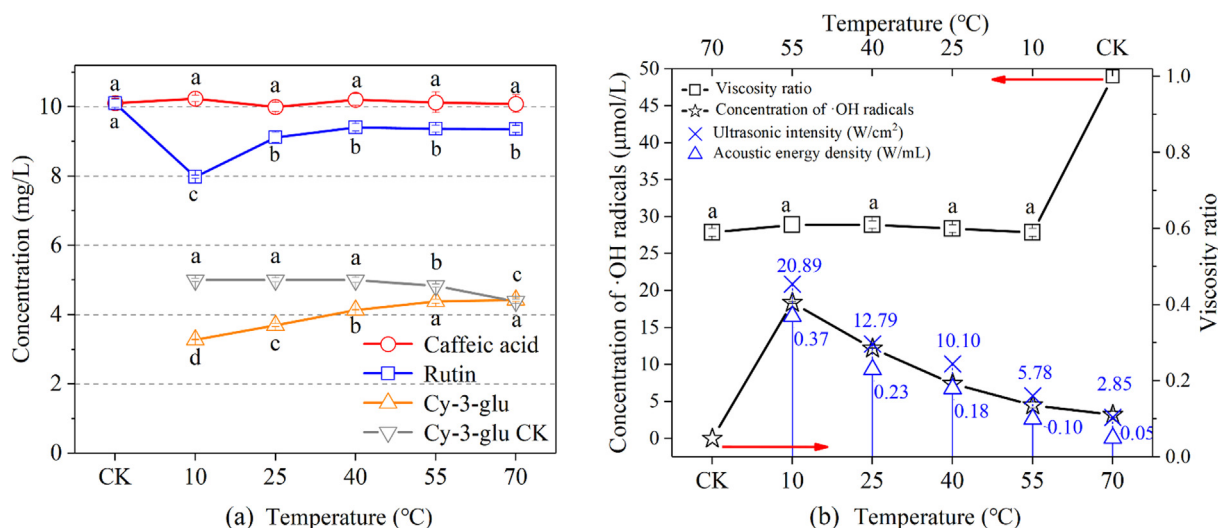 12
10
8
6
4
2
0
Concentration (mg/L)
a a a a a a
a c b b b b
a a a b c
d c b a a
Caffeic acid
Rutin
Cy-3-glu
Cy-3-glu CK
CK 10 25 40 55 70
(a) Temperature (℃)
Temperature (℃)
70 55 40 25 10 CK
50
45
40
35
30
25
20
15
10
5
0
Concentration of ·OH radicals (μmol/L)
Viscosity ratio
Concentration of ·OH radicals
Ultrasonic intensity (W/cm²)
Acoustic energy density (W/mL)
a a a a a
20.89
12.79
10.10
5.78
2.85
0.37
0.23
0.18
0.10
0.05
1.0
0.8
0.6
0.4
0.2
0.0
Viscosity ratio
CK 10 25 40 55 70
(b) Temperature (℃)